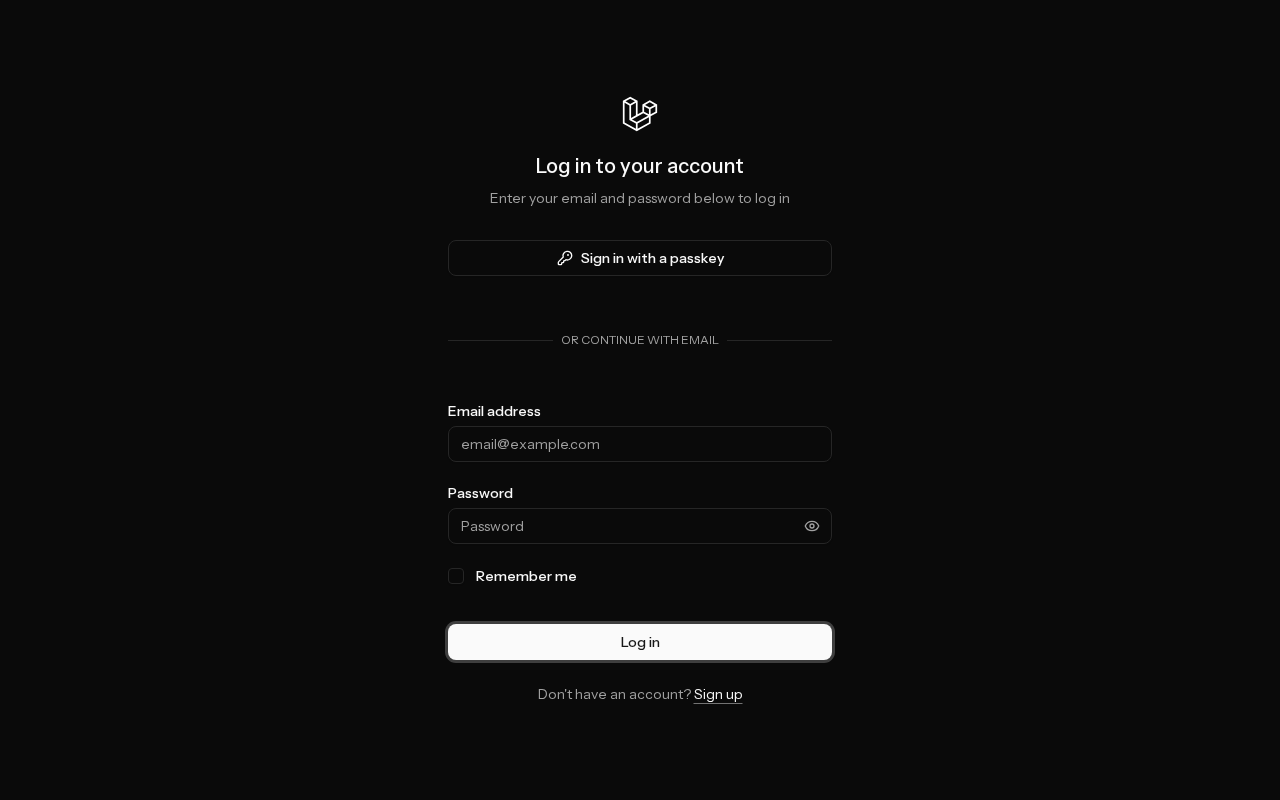 Log in to your account
Enter your email and password below to log in
Sign in with a passkey
OR CONTINUE WITH EMAIL
Email address
email@example.com
Password
Password
Remember me
Log in
Don't have an account? Sign up